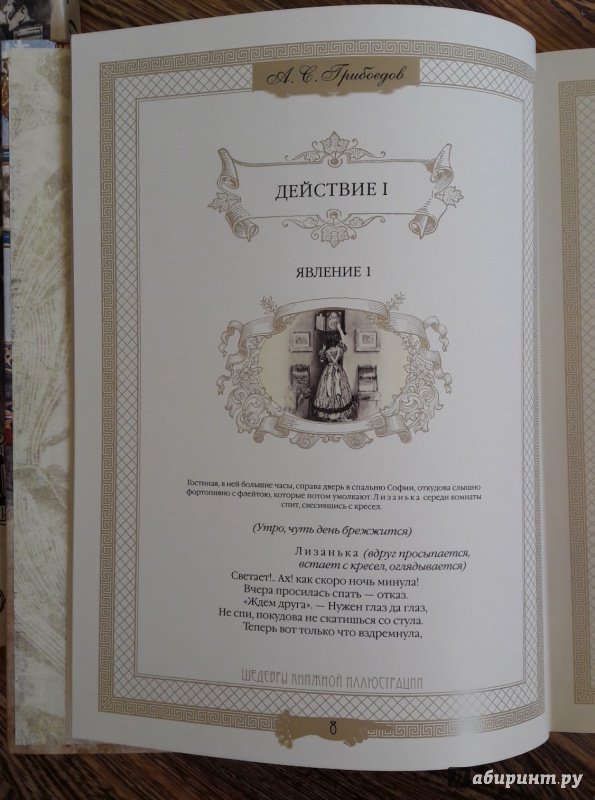 А. С. Грибоедов
ДЕЙСТВИЕ I
ЯВЛЕНИЕ 1
Гостиная, в ней большие часы, справа дверь в спальню Софии, откудова слышно
фортопияно с флейтою, которые потом умолкают. Лизанька середи комнаты
спит, свесившись с кресел.
(Утро, чуть день брежжится)
Лизанька (вдруг просыпается,
встает с кресел, оглядывается)
Светает!.. Ах! как скоро ночь минула!
Вчера просилась спать — отказ.
«Ждем друга». — Нужен глаз да глаз,
Не спи, покудова не скатишься со стула.
Теперь вот только что вздремнула,
ШЕДЕВРЫ КНИЖНОЙ ИЛЛЮСТРАЦИИ
8
Лабиринт.ру